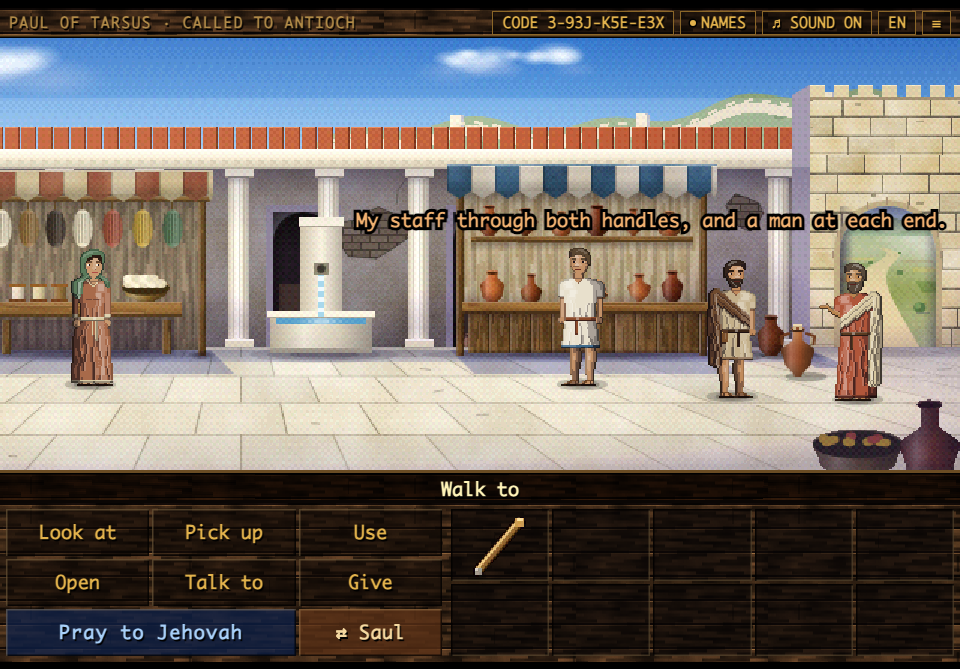 PAUL OF TARSUS · CALLED TO ANTIOCH
CODE 3-93J-K5E-E3X
• NAMES
♬ SOUND ON
EN
≡
My staff through both handles, and a man at each end.
Walk to
Look at
Pick up
Use
Open
Talk to
Give
Pray to Jehovah
⇄ Saul